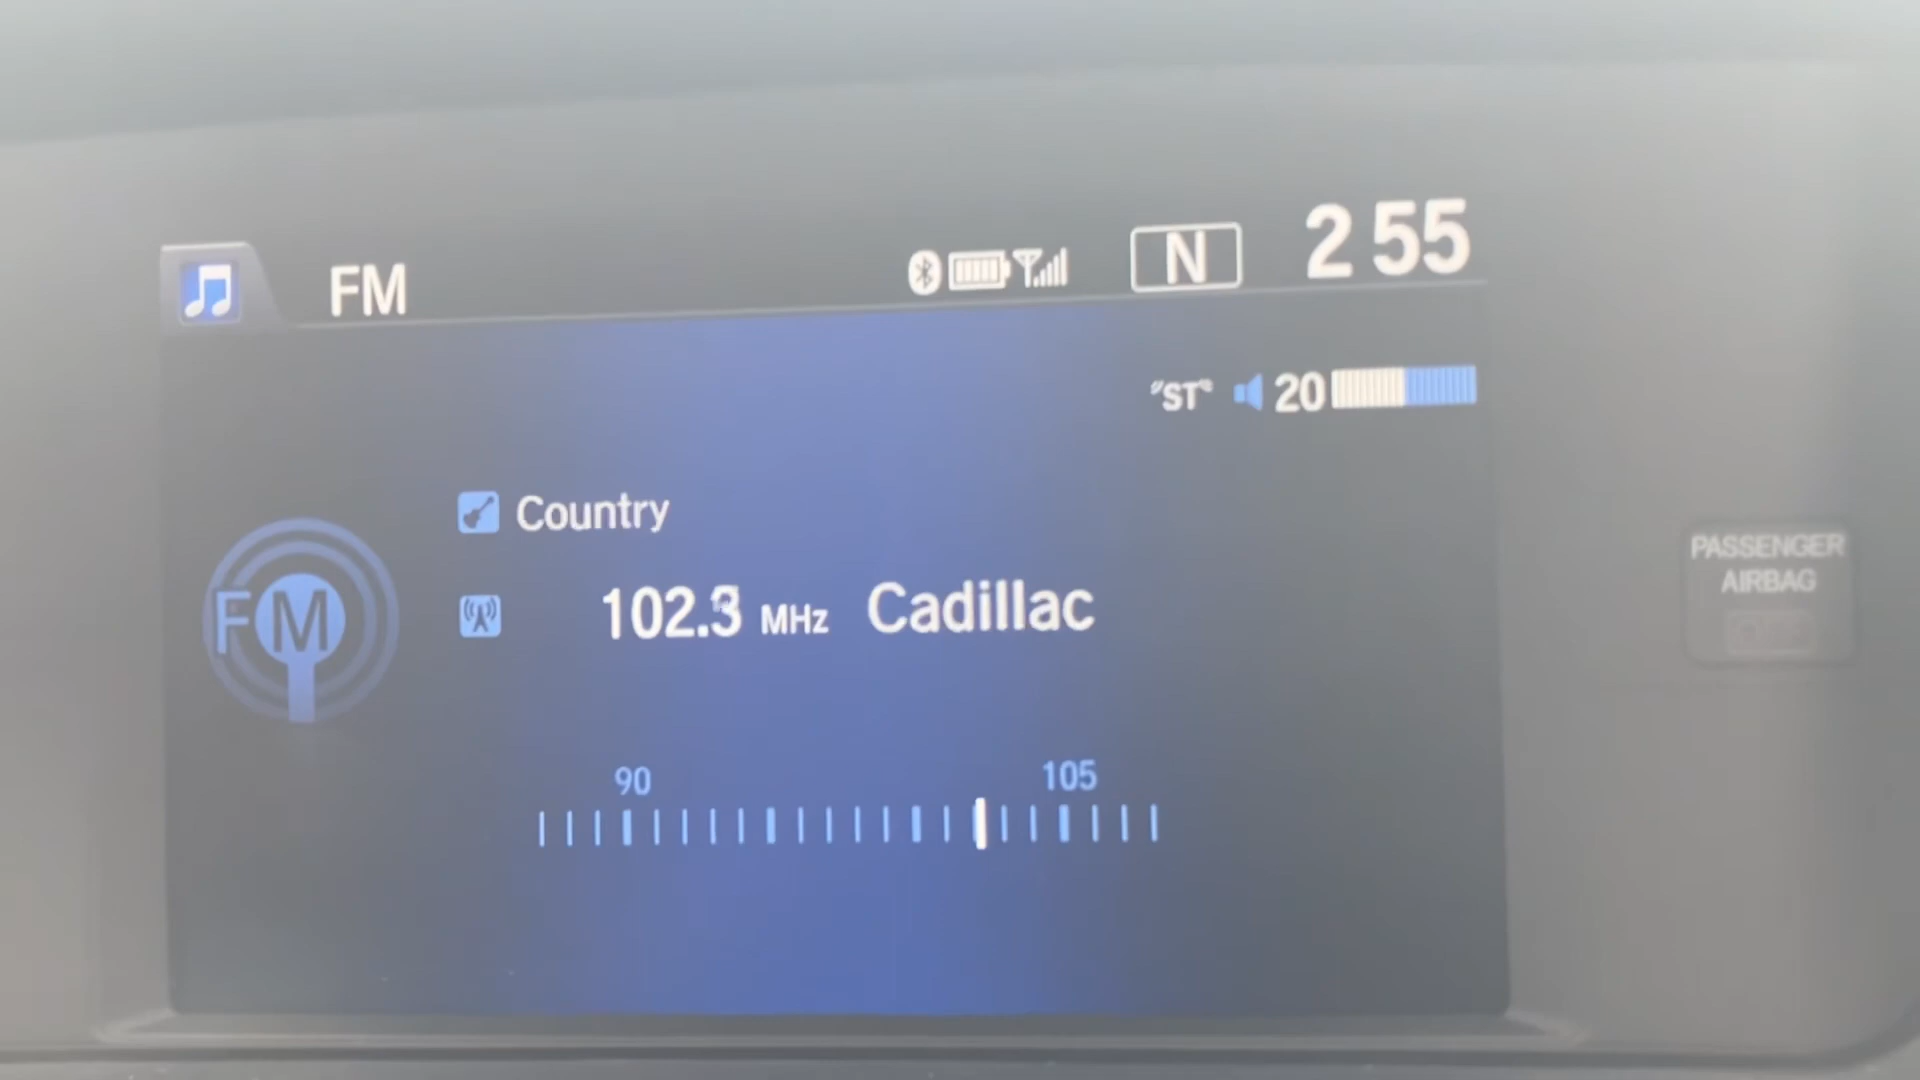 FM
N
2 55
"ST" 20
Country
FM
102.3 MHz Cadillac
90 105
PASSENGER
AIRBAG